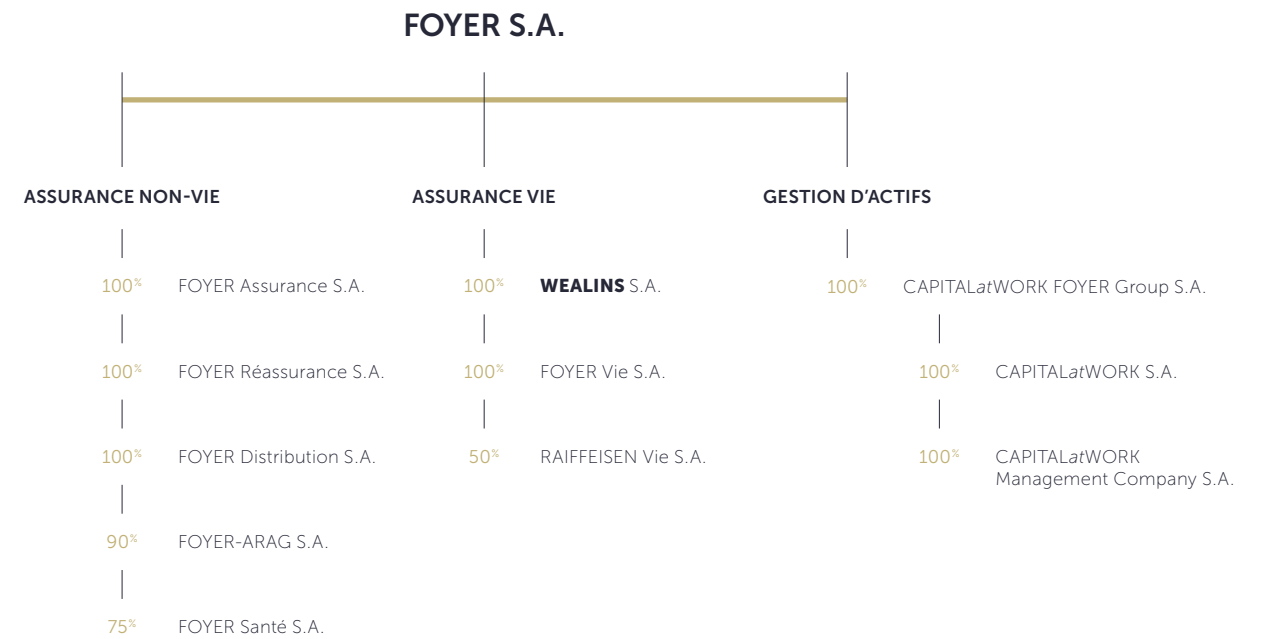 FOYER S.A.
ASSURANCE NON-VIE
100%
FOYER Assurance S.A.
100%
FOYER Réassurance S.A.
100%
FOYER Distribution S.A.
90%
FOYER-ARAG S.A.
75%
FOYER Santé S.A.
ASSURANCE VIE
100%
WEALINS S.A.
100%
FOYER Vie S.A.
50%
RAIFFEISEN Vie S.A.
GESTION D'ACTIFS
100%
CAPITALatWORK FOYER Group S.A.
100%
CAPITALatWORK S.A.
100%
CAPITALatWORK
Management Company S.A.